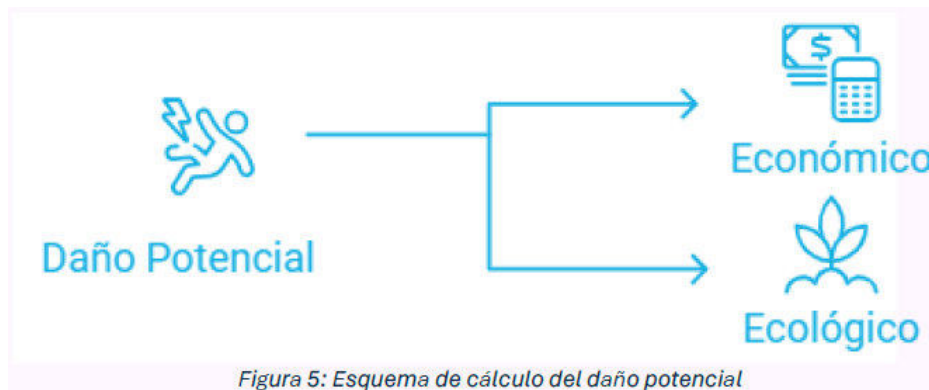 $
Económico
Daño Potencial
Ecológico
Figura 5: Esquema de cálculo del daño potencial